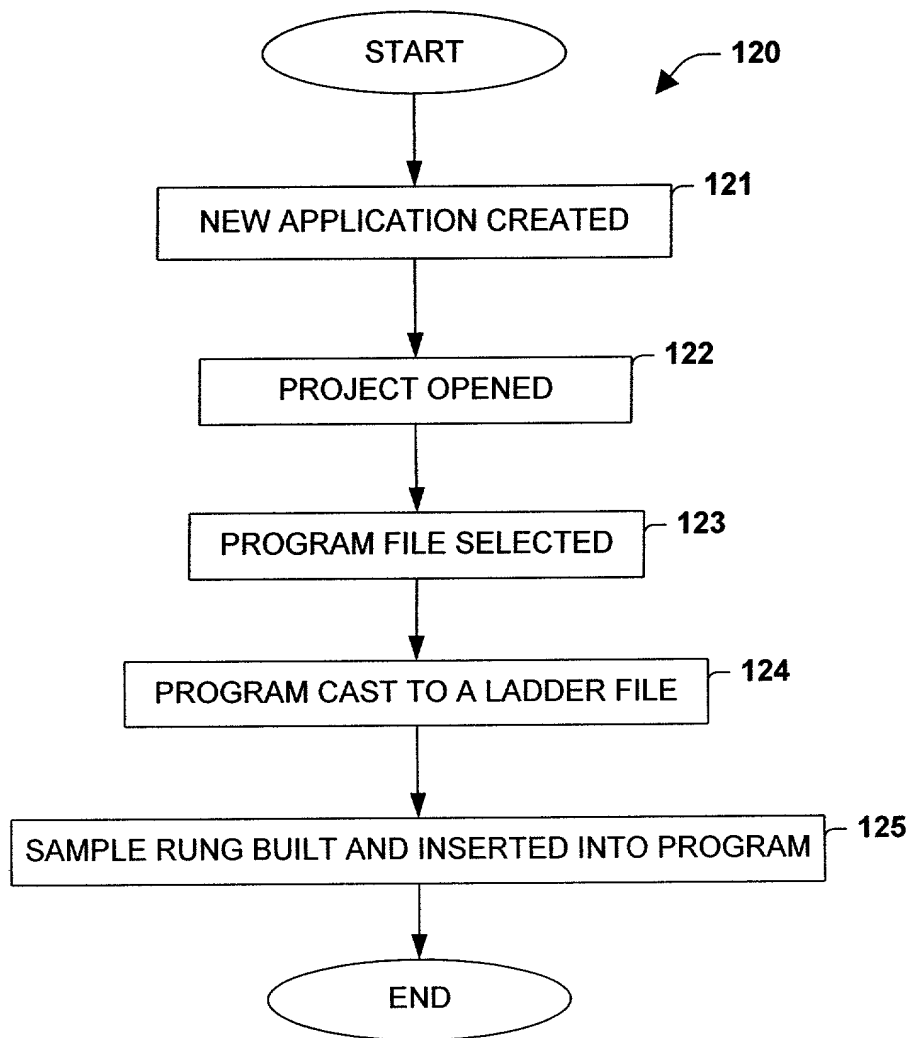 START
120
121
NEW APPLICATION CREATED
122
PROJECT OPENED
123
PROGRAM FILE SELECTED
124
PROGRAM CAST TO A LADDER FILE
125
SAMPLE RUNG BUILT AND INSERTED INTO PROGRAM
END